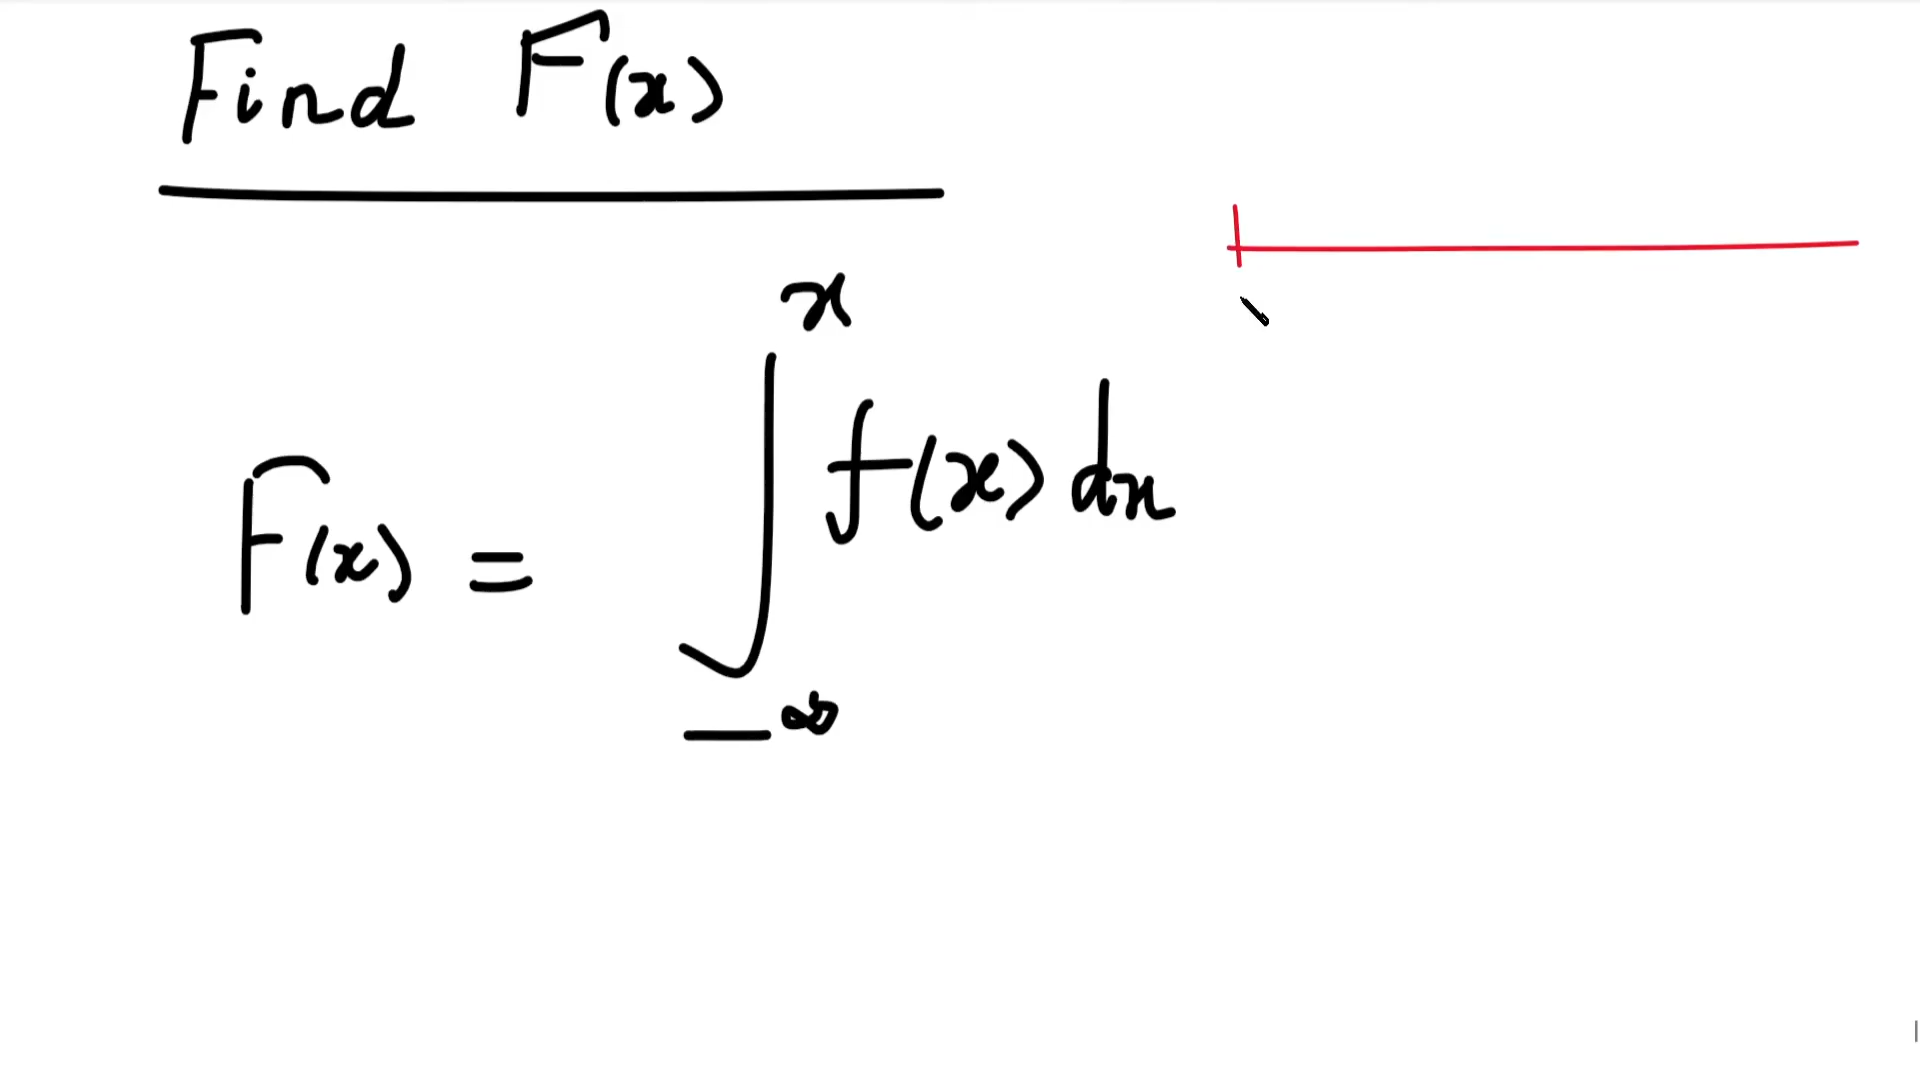 Find F(x)
F(x) = ∫_{-∞}^{x} f(x) dx